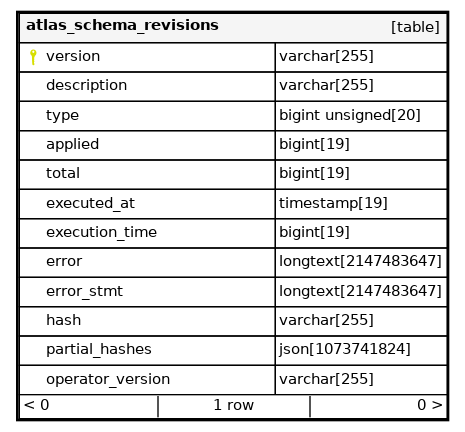 atlas_schema_revisions [table]
version varchar[255]
description varchar[255]
type bigint unsigned[20]
applied bigint[19]
total bigint[19]
executed_at timestamp[19]
execution_time bigint[19]
error longtext[2147483647]
error_stmt longtext[2147483647]
hash varchar[255]
partial_hashes json[1073741824]
operator_version varchar[255]
< 0 1 row 0 >